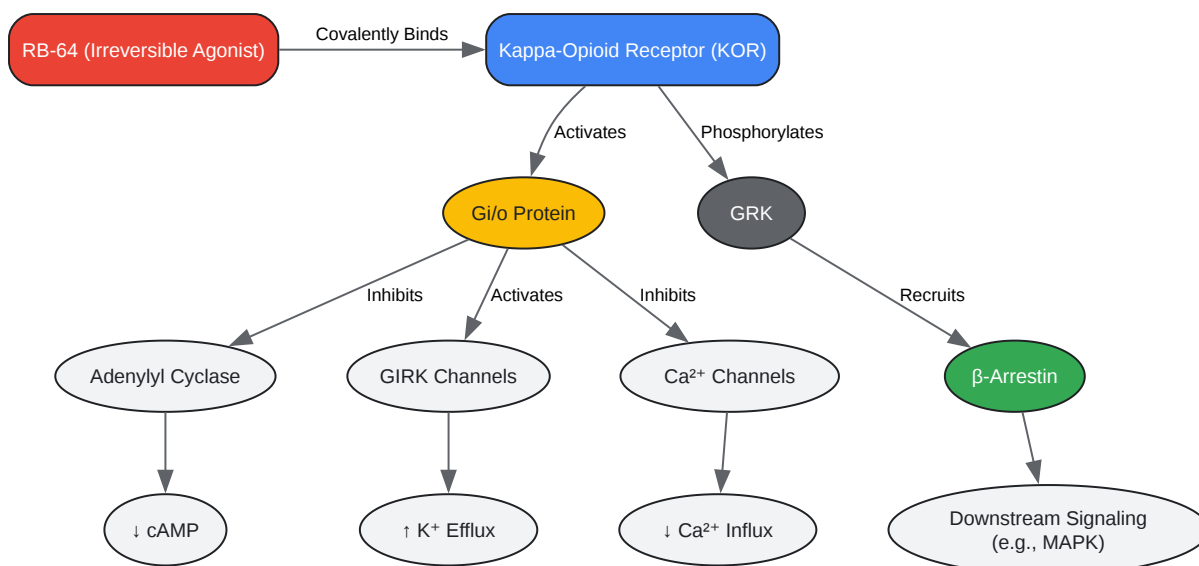 RB-64 (Irreversible Agonist)
Covalently Binds
Kappa-Opioid Receptor (KOR)
Activates
Phosphorylates
Gi/o Protein
GRK
Inhibits
Activates
Inhibits
Recruits
Adenylyl Cyclase
GIRK Channels
Ca²⁺ Channels
β-Arrestin
↓ cAMP
↑ K⁺ Efflux
↓ Ca²⁺ Influx
Downstream Signaling
(e.g., MAPK)